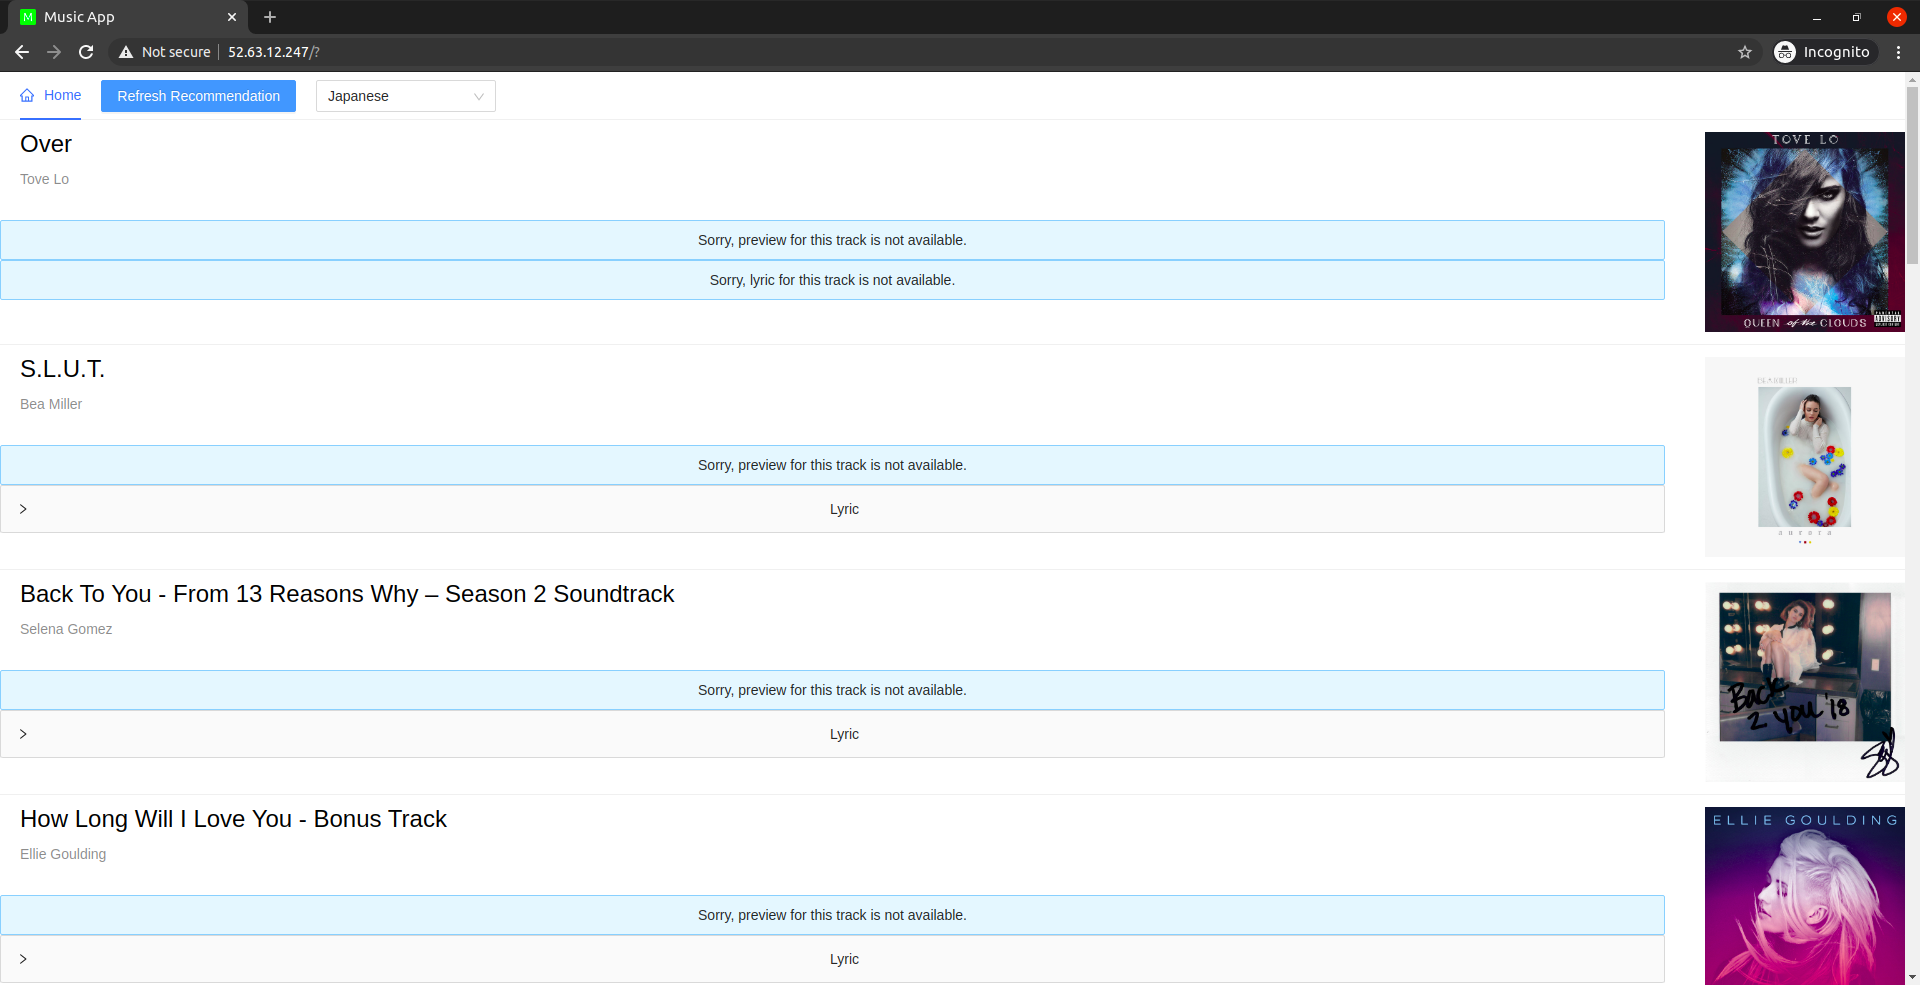 M Music App
Not secure 52.63.12.247/?
Incognito
Home
Refresh Recommendation
Japanese
Over
Tove Lo
Sorry, preview for this track is not available.
Sorry, lyric for this track is not available.
TOVE LO
QUEEN of the CLOUDS
S.L.U.T.
Bea Miller
Sorry, preview for this track is not available.
Lyric
aurora
Back To You - From 13 Reasons Why – Season 2 Soundtrack
Selena Gomez
Sorry, preview for this track is not available.
Lyric
Back
2 you '18
How Long Will I Love You - Bonus Track
Ellie Goulding
Sorry, preview for this track is not available.
Lyric
ELLIE GOULDING